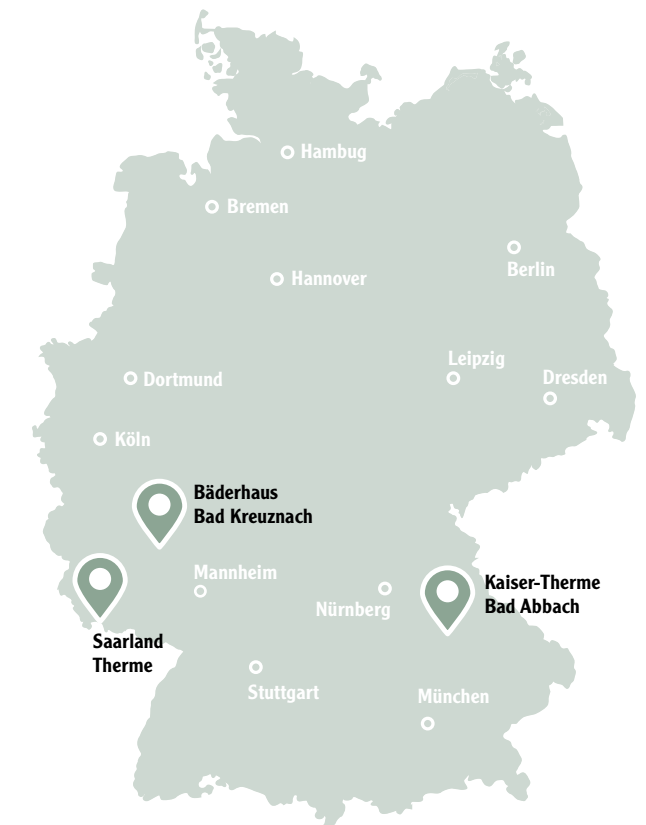 Hambug
Bremen
Berlin
Hannover
Leipzig
Dresden
Dortmund
Köln
Bäderhaus
Bad Kreuznach
Mannheim
Kaiser-Therme
Bad Abbach
Nürnberg
Saarland
Therme
Stuttgart
München